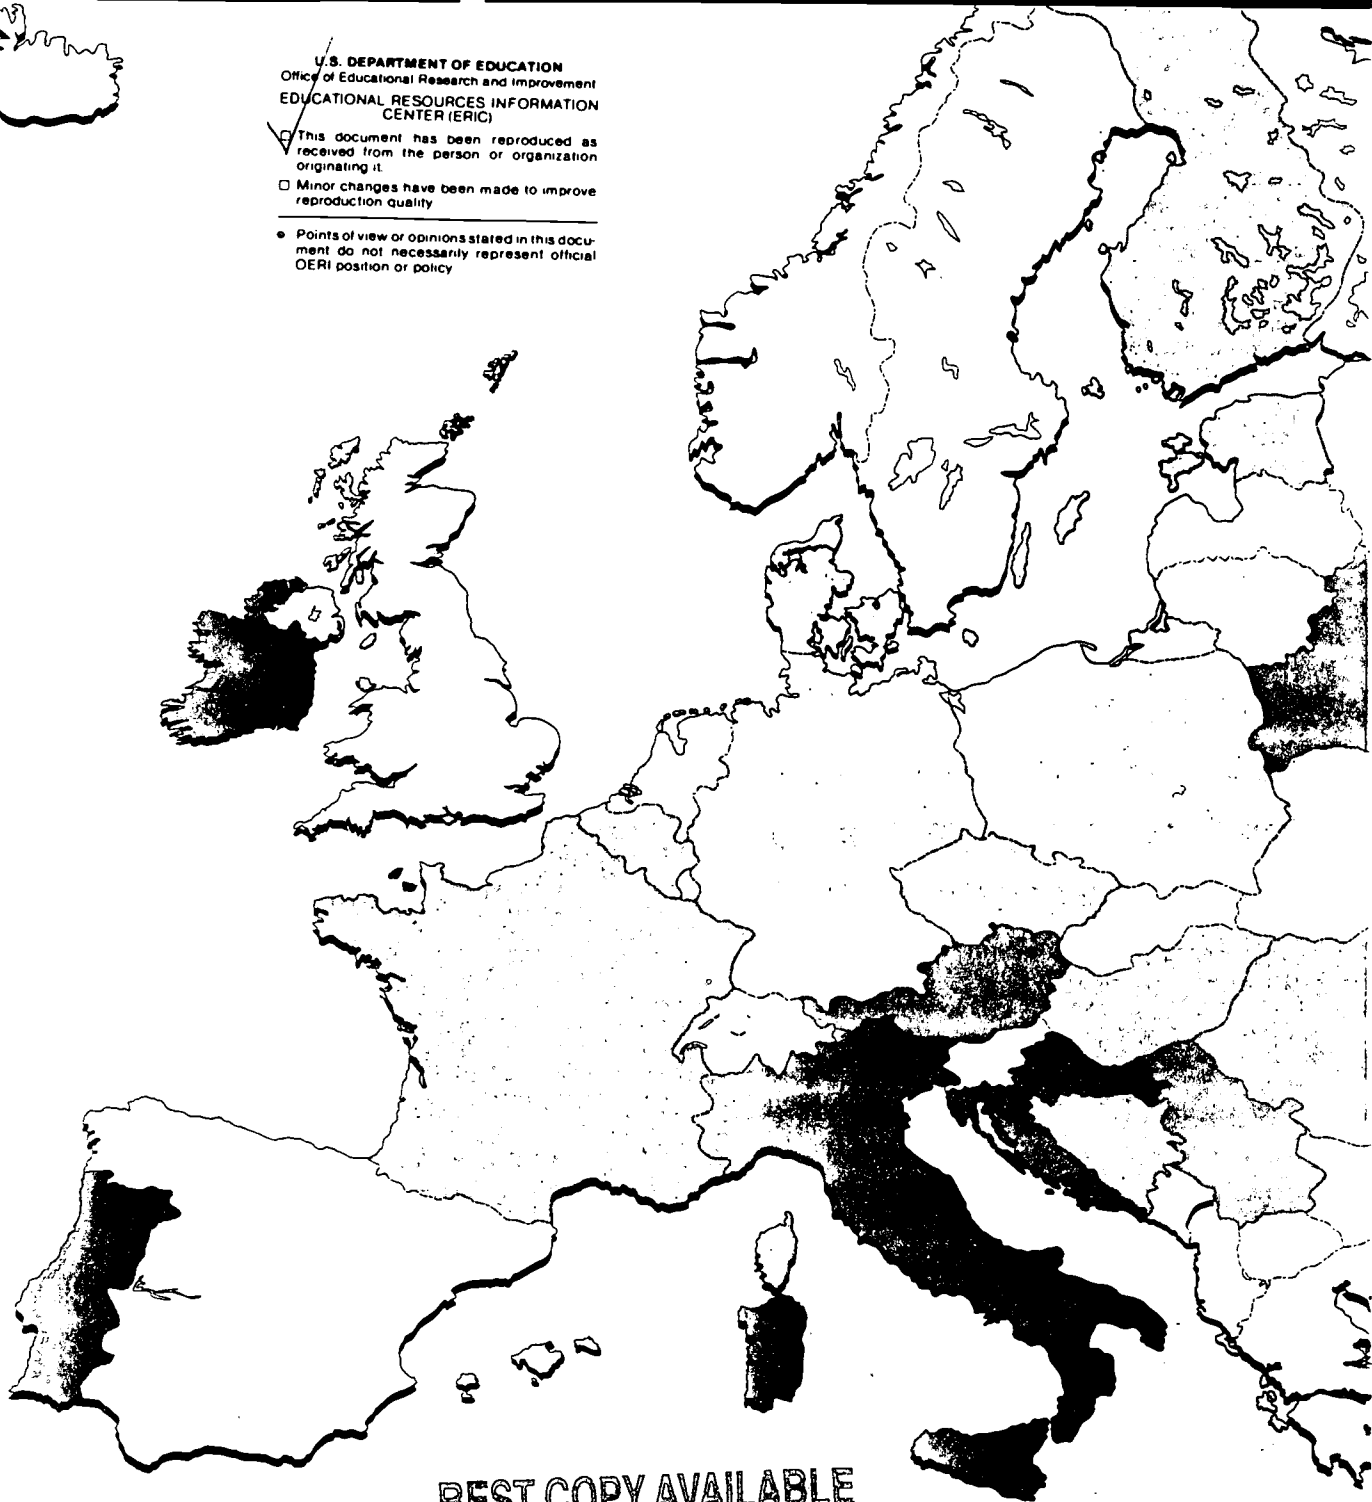 U.S. DEPARTMENT OF EDUCATION
Office of Educational Research and Improvement
EDUCATIONAL RESOURCES INFORMATION
CENTER (ERIC)
This document has been reproduced as
received from the person or organization
originating it.
□ Minor changes have been made to improve
reproduction quality
• Points of view or opinions stated in this docu-
ment do not necessarily represent official
OERI position or policy
BEST COPY AVAILABLE